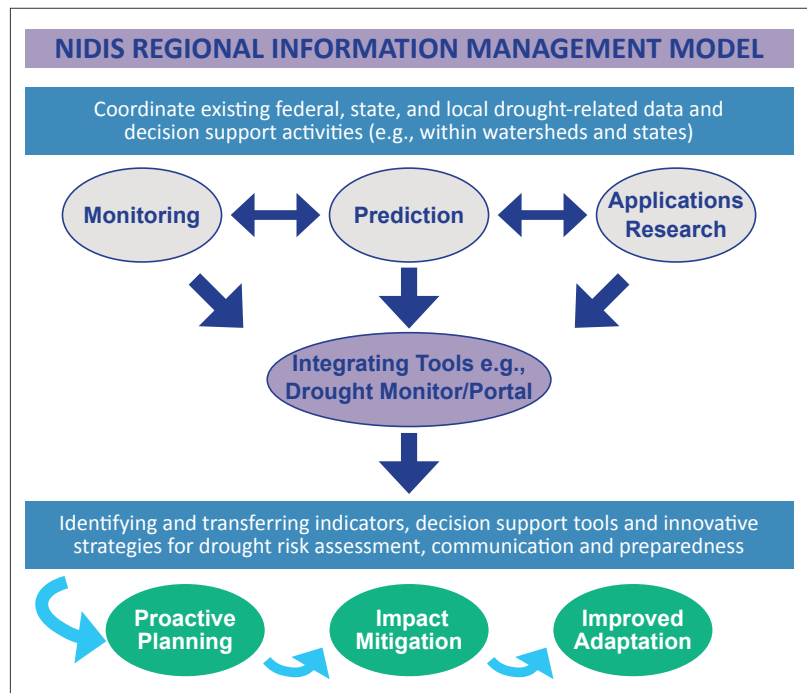 NIDIS REGIONAL INFORMATION MANAGEMENT MODEL
Coordinate existing federal, state, and local drought-related data and
decision support activities (e.g., within watersheds and states)
Monitoring
Prediction
Applications
Research
Integrating Tools e.g.,
Drought Monitor/Portal
Identifying and transferring indicators, decision support tools and innovative
strategies for drought risk assessment, communication and preparedness
Proactive
Planning
Impact
Mitigation
Improved
Adaptation